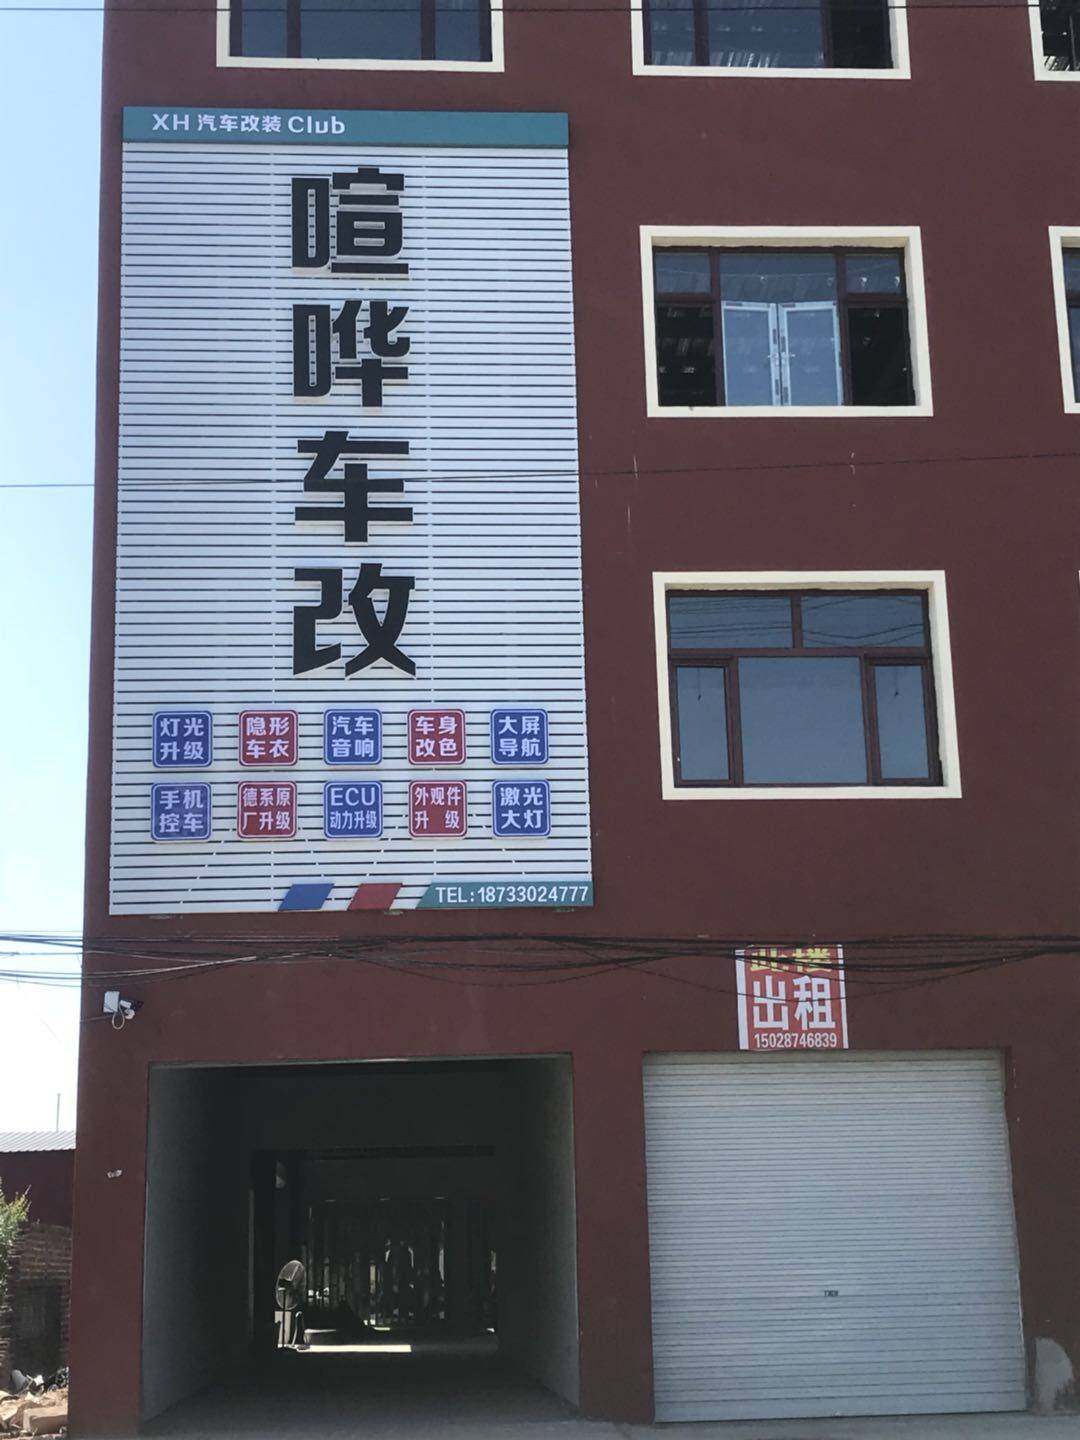 XH 汽车改装 Club
喧哗车改
灯光
升级
隐形
车衣
汽车
音响
车身
改色
大屏
导航
手机
控车
德系原
厂升级
ECU
动力升级
外观件
升级
激光
大灯
TEL:18733024777
此楼
出租
15028746839